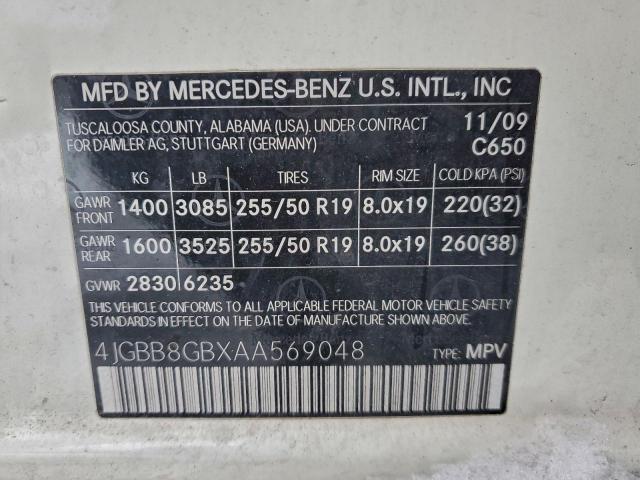 MFD BY MERCEDES-BENZ U.S. INTL., INC
TUSCALOOSA COUNTY, ALABAMA (USA). UNDER CONTRACT 11/09
FOR DAIMLER AG, STUTTGART (GERMANY) C650
KG LB TIRES RIM SIZE COLD KPA (PSI)
GAWR FRONT 1400 3085 255/50 R19 8.0x19 220(32)
GAWR REAR 1600 3525 255/50 R19 8.0x19 260(38)
GVWR 2830 6235
THIS VEHICLE CONFORMS TO ALL APPLICABLE FEDERAL MOTOR VEHICLE SAFETY
STANDARDS IN EFFECT ON THE DATE OF MANUFACTURE SHOWN ABOVE.
4JGBB8GBXAA569048 TYPE: MPV